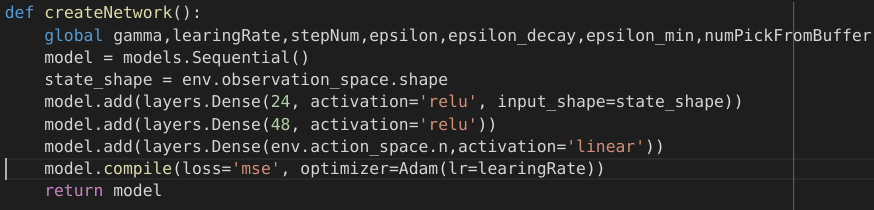 def createNetwork():
    global gamma,learingRate,stepNum,epsilon,epsilon_decay,epsilon_min,numPickFromBuffer
    model = models.Sequential()
    state_shape = env.observation_space.shape
    model.add(layers.Dense(24, activation='relu', input_shape=state_shape))
    model.add(layers.Dense(48, activation='relu'))
    model.add(layers.Dense(env.action_space.n,activation='linear'))
    model.compile(loss='mse', optimizer=Adam(lr=learingRate))
    return model